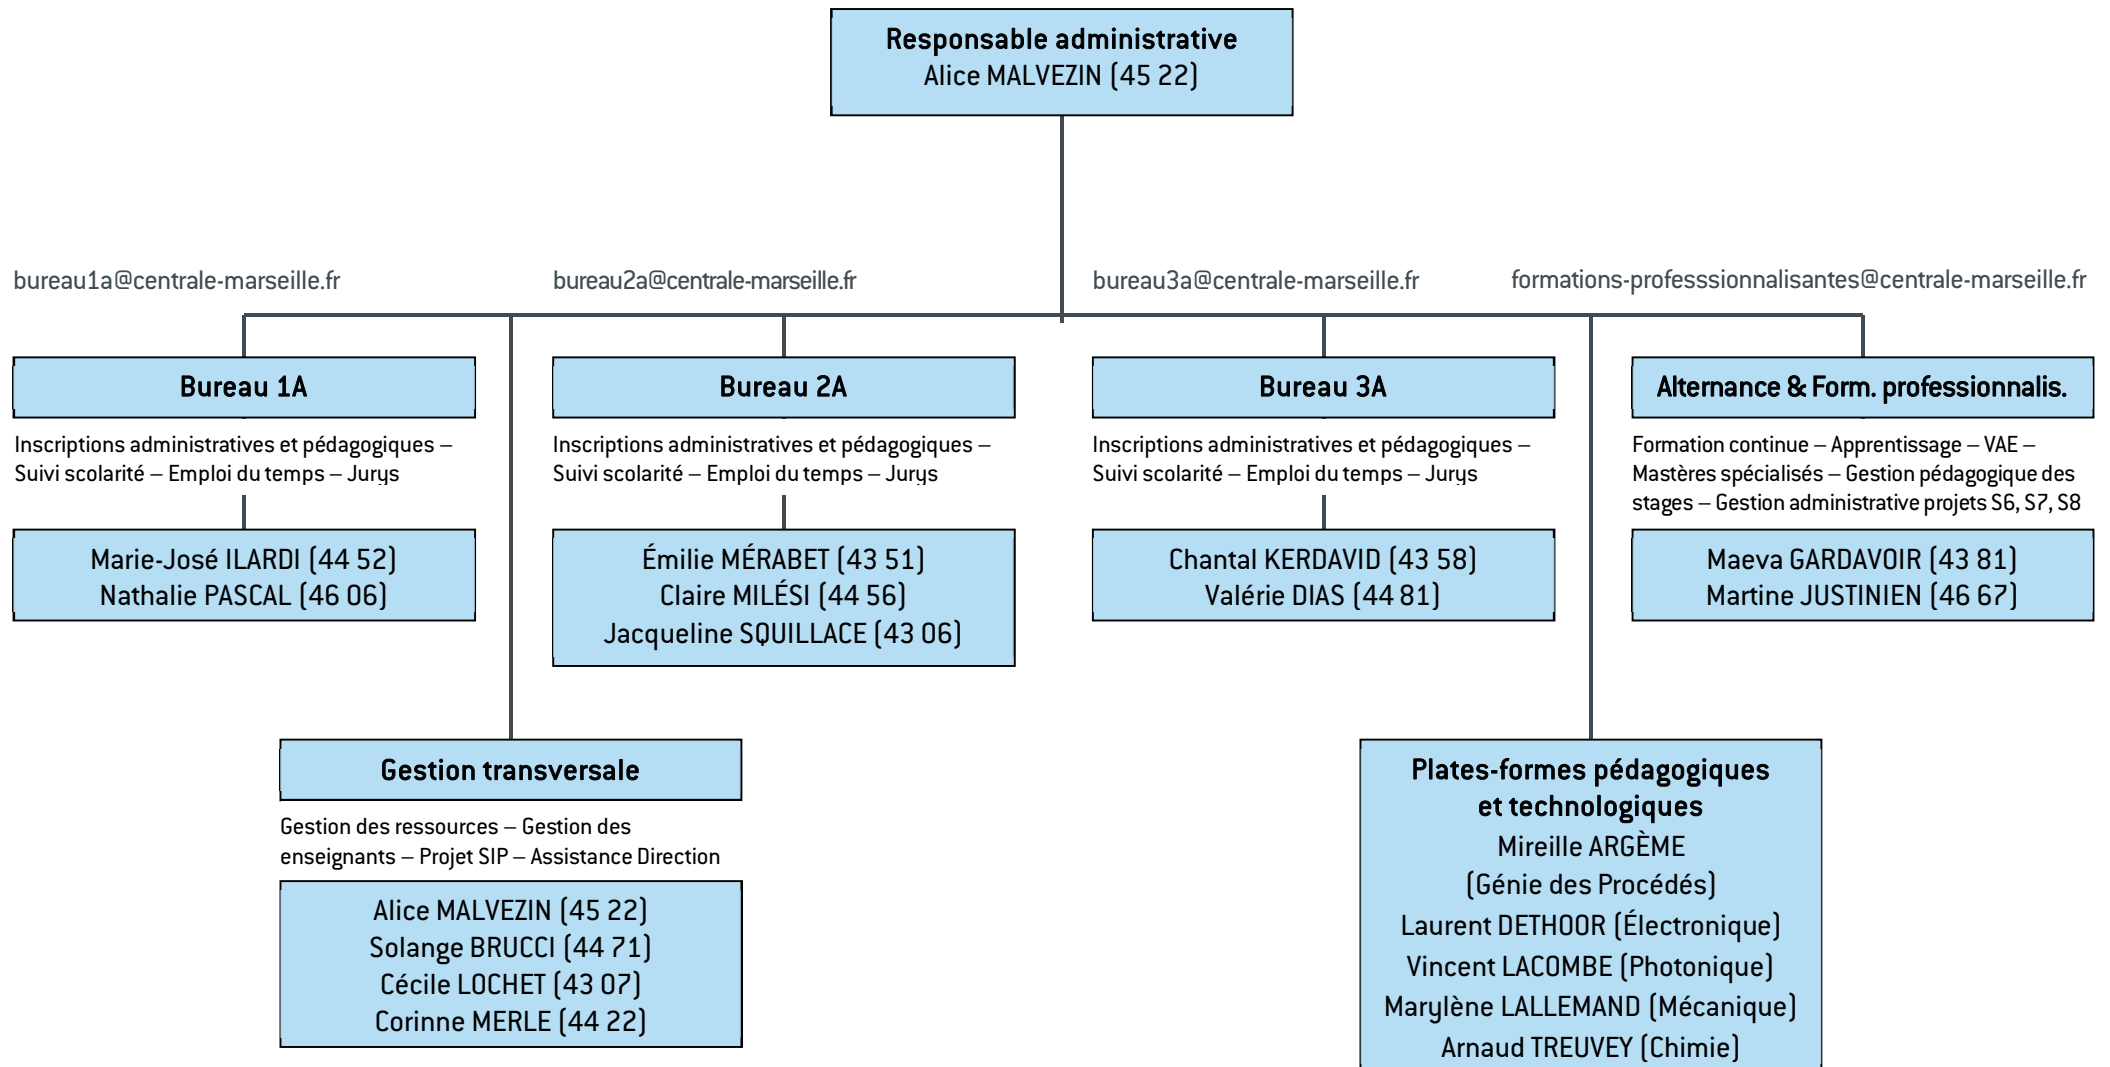 Responsable administrative
Alice MALVEZIN (45 22)
bureau1a@centrale-marseille.fr
bureau2a@centrale-marseille.fr
bureau3a@centrale-marseille.fr
formations-professsionnalisantes@centrale-marseille.fr
Bureau 1A
Inscriptions administratives et pédagogiques –
Suivi scolarité – Emploi du temps – Jurys
Marie-José ILARDI (44 52)
Nathalie PASCAL (46 06)
Bureau 2A
Inscriptions administratives et pédagogiques –
Suivi scolarité – Emploi du temps – Jurys
Émilie MÉRABET (43 51)
Claire MILÉSI (44 56)
Jacqueline SQUILLACE (43 06)
Bureau 3A
Inscriptions administratives et pédagogiques –
Suivi scolarité – Emploi du temps – Jurys
Chantal KERDAVID (43 58)
Valérie DIAS (44 81)
Alternance & Form. professionnalis.
Formation continue – Apprentissage – VAE –
Mastères spécialisés – Gestion pédagogique des
stages – Gestion administrative projets S6, S7, S8
Maeva GARDAVOIR (43 81)
Martine JUSTINIEN (46 67)
Gestion transversale
Gestion des ressources – Gestion des
enseignants – Projet SIP – Assistance Direction
Alice MALVEZIN (45 22)
Solange BRUCCI (44 71)
Cécile LOCHET (43 07)
Corinne MERLE (44 22)
Plates-formes pédagogiques
et technologiques
Mireille ARGÈME
(Génie des Procédés)
Laurent DETHOOR (Électronique)
Vincent LACOMBE (Photonique)
Marylène LALLEMAND (Mécanique)
Arnaud TREUVEY (Chimie)